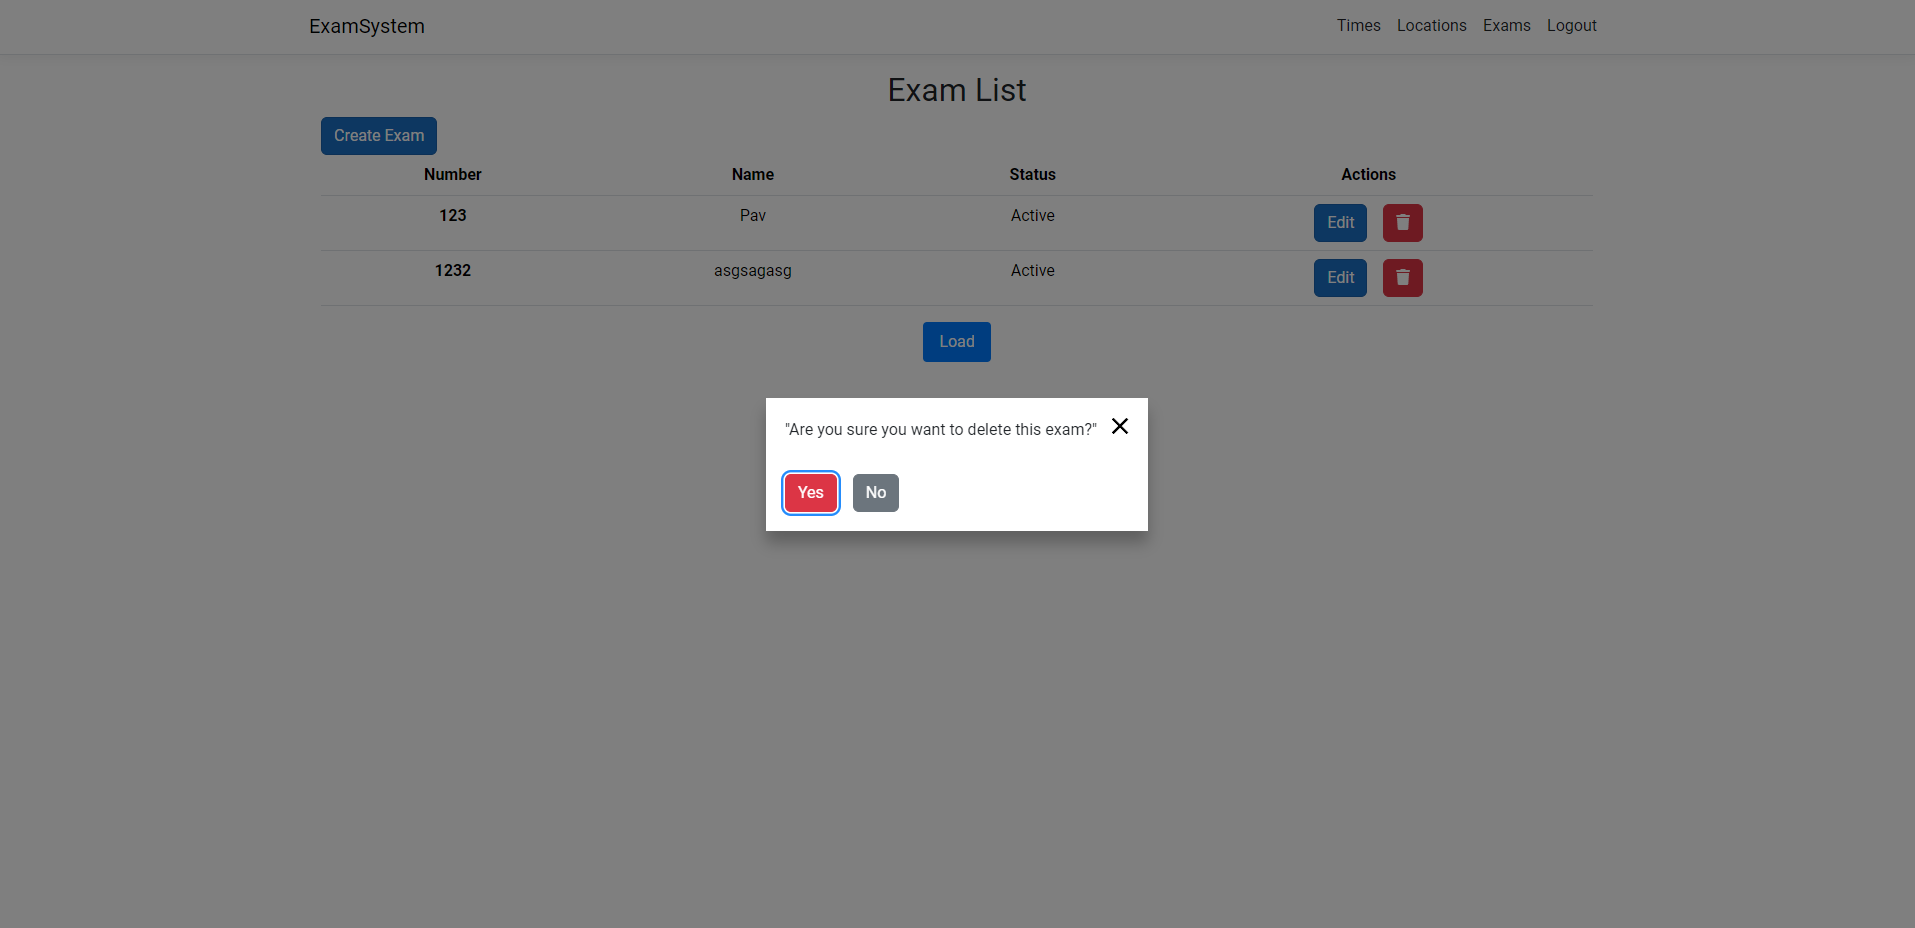 ExamSystem
Times Locations Exams Logout
Exam List
Create Exam
Number Name Status Actions
123 Pav Active Edit
1232 asgsagasg Active Edit
Load
"Are you sure you want to delete this exam?"
Yes No